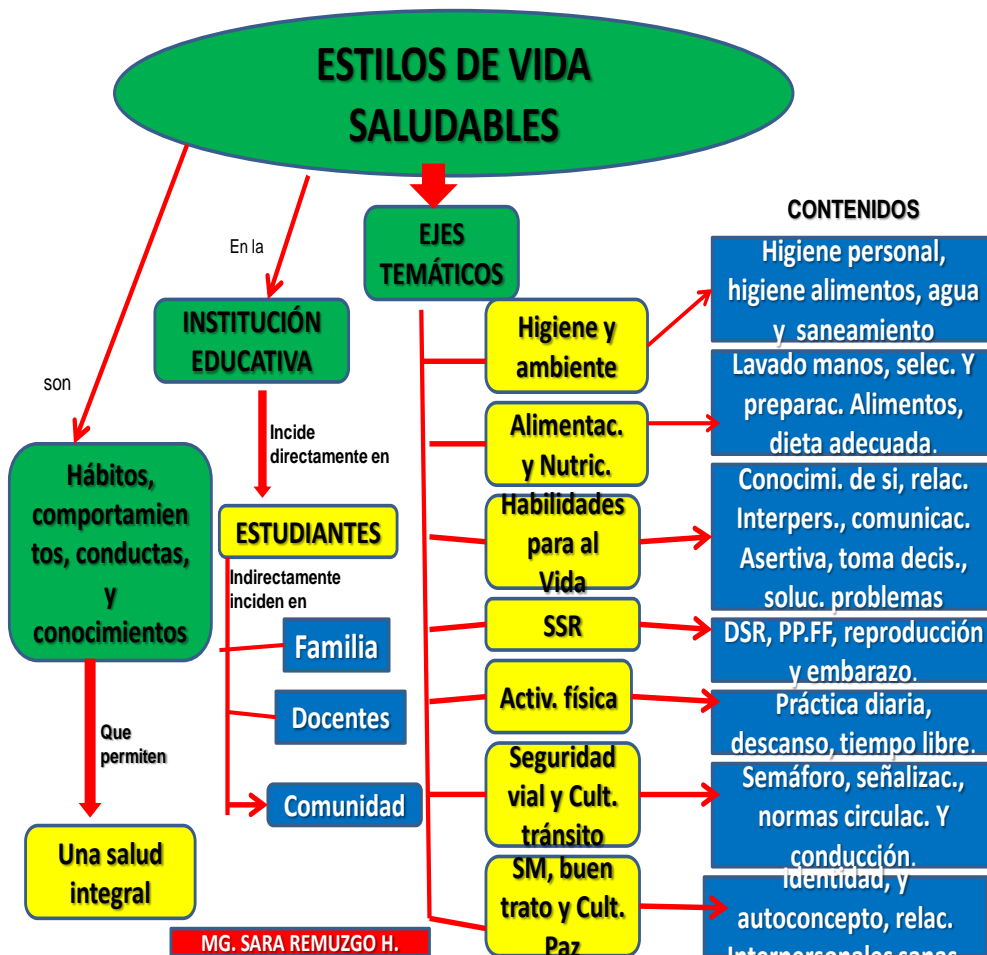 ESTILOS DE VIDA
SALUDABLES
son
Hábitos,
comportamien
tos, conductas,
y
conocimientos
Que
permiten
Una salud
integral
En la
INSTITUCIÓN
EDUCATIVA
Incide
directamente en
ESTUDIANTES
Indirectamente
inciden en
Familia
Docentes
Comunidad
EJES
TEMÁTICOS
CONTENIDOS
Higiene y
ambiente
Higiene personal,
higiene alimentos, agua
y saneamiento
Alimentac.
y Nutric.
Lavado manos, selec. Y
preparac. Alimentos,
dieta adecuada.
Habilidades
para al
Vida
Conocimi. de si, relac.
Interpers., comunicac.
Asertiva, toma decis.,
soluc. problemas
SSR
DSR, PP.FF, reproducción
y embarazo.
Activ. física
Práctica diaria,
descanso, tiempo libre.
Seguridad
vial y Cult.
tránsito
Semáforo, señalizac.,
normas circulac. Y
conducción.
SM, buen
trato y Cult.
Paz
Identidad, y
autoconcepto, relac.
Interpersonales sanas
MG. SARA REMUZGO H.